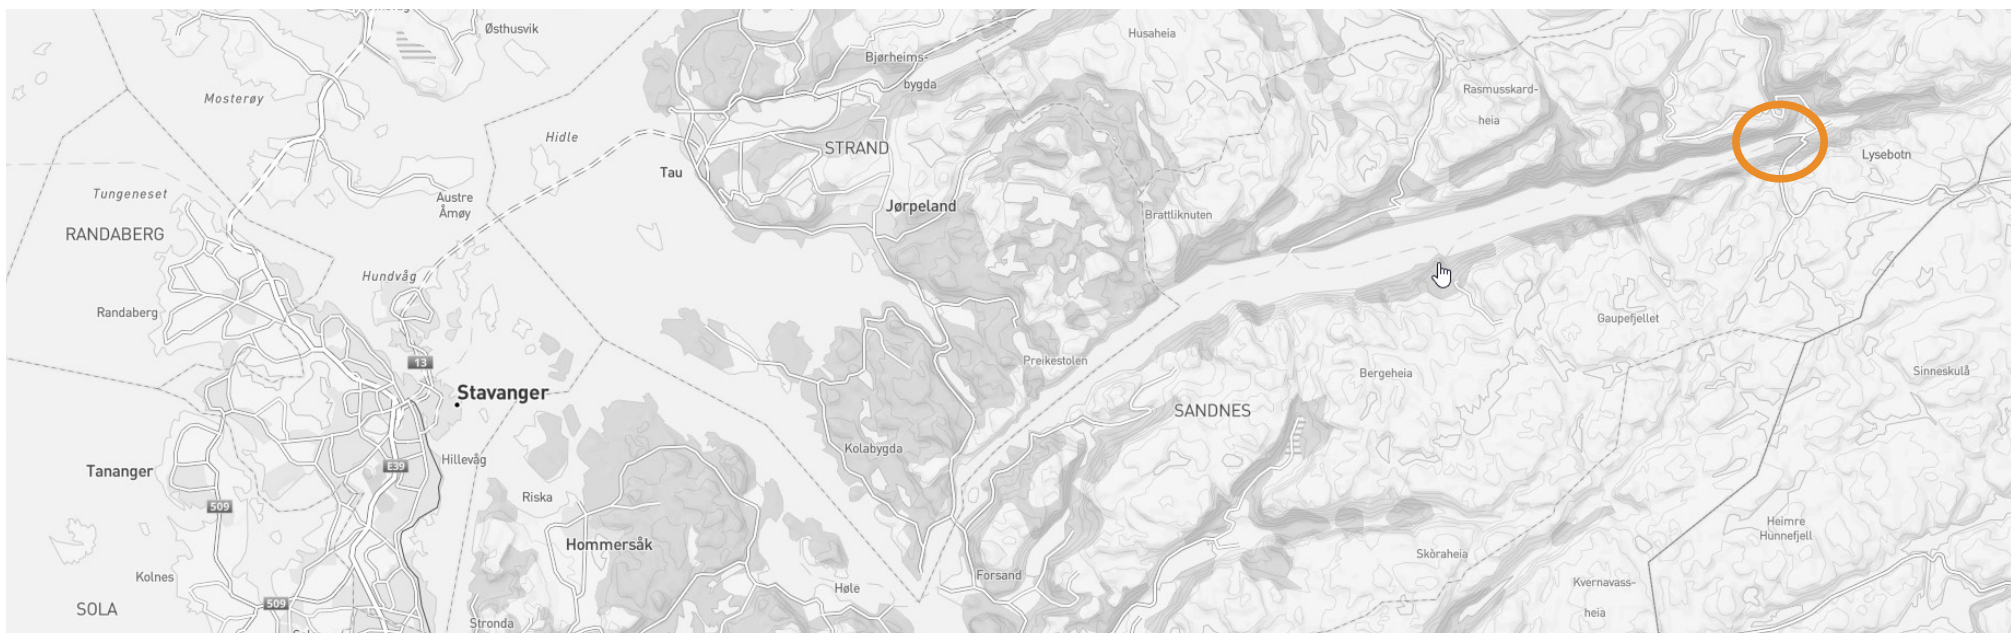 Østhusvik
Husaheia
Bjørheims-
bygda
Mosterøy
Rasmusskard-
heia
Hidle
STRAND
Lysebotn
Tau
Tungeneset
Austre
Åmøy
Jørpeland
Brattliknuten
RANDABERG
Hundvåg
Randaberg
Gaupefjellet
13
Preikestolen
Bergeheia
Sinneskulå
Stavanger
SANDNES
Kolabygda
Hillevåg
Tananger
E39
Riska
509
Heimre
Hunnefjell
Hommersåk
Skòraheia
Kolnes
Forsand
Kvernavass-
heia
Høle
509
SOLA
Stronda